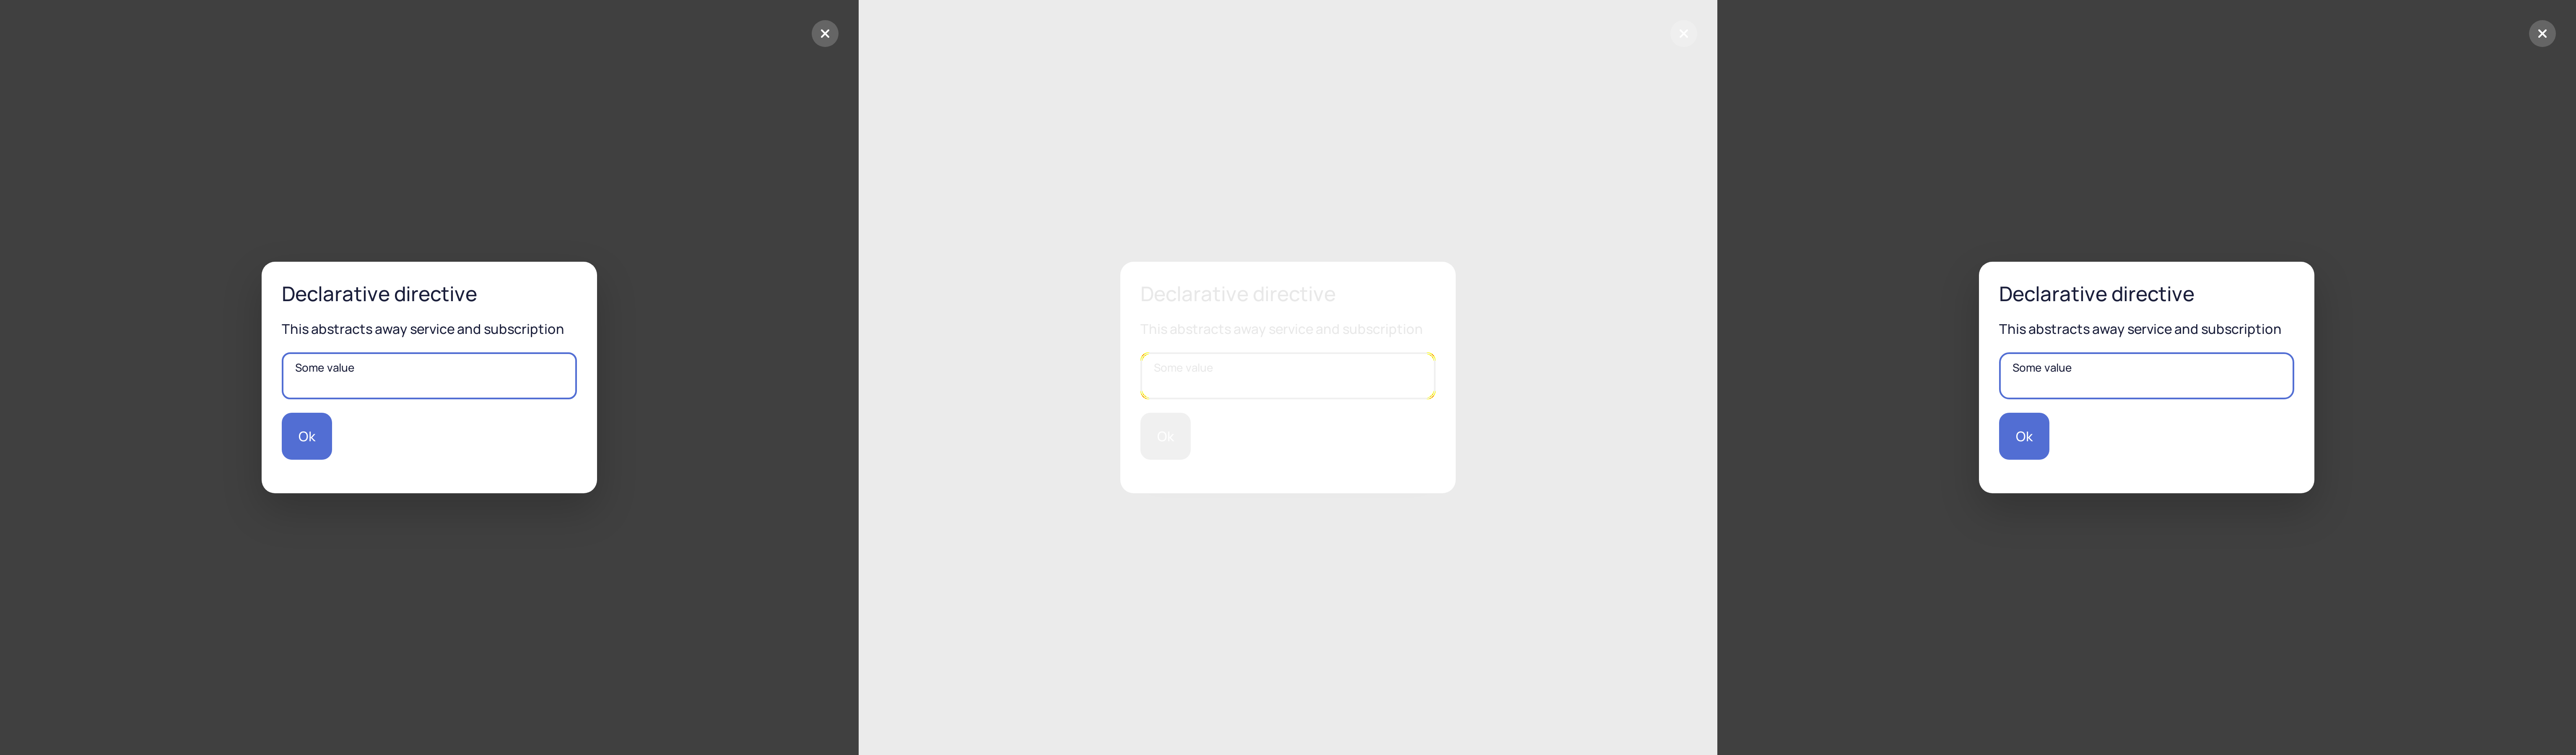 Declarative directive
This abstracts away service and subscription
Some value
Ok
Declarative directive
This abstracts away service and subscription
Some value
Ok
Declarative directive
This abstracts away service and subscription
Some value
Ok